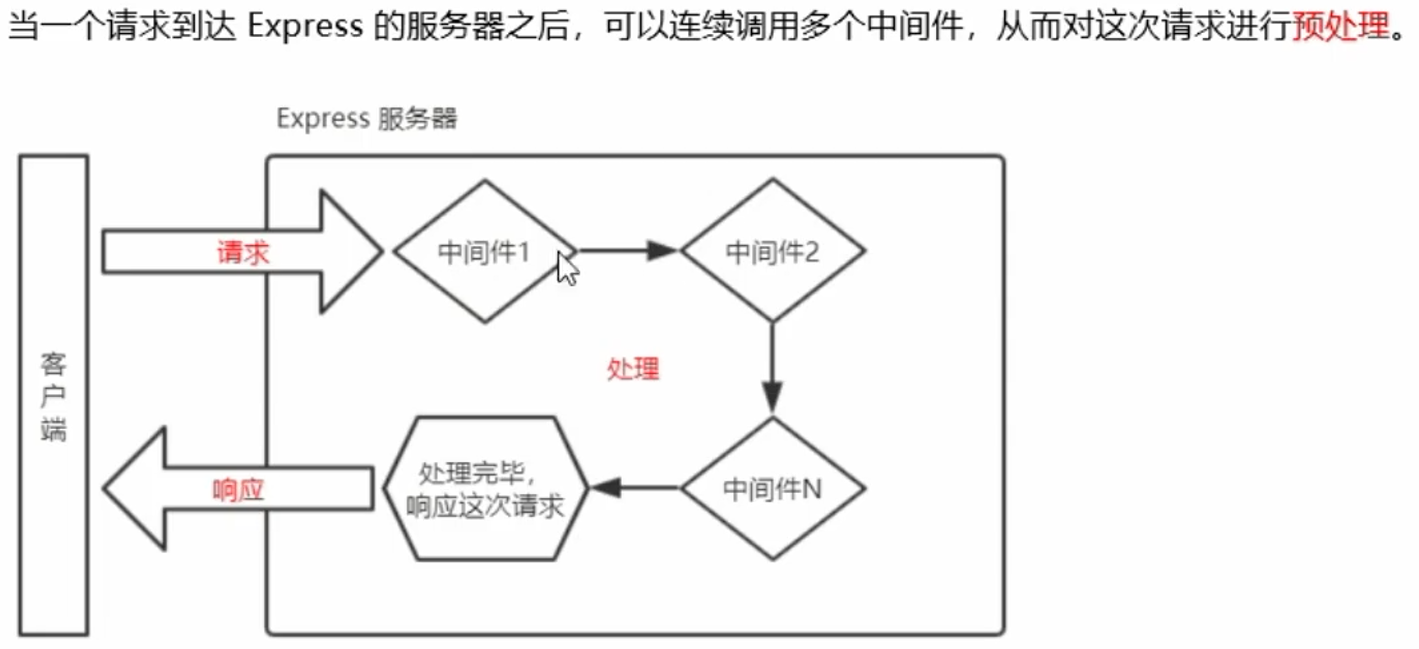 当一个请求到达 Express 的服务器之后，可以连续调用多个中间件，从而对这次请求进行预处理。
Express 服务器
请求
中间件1
中间件2
客户端
处理
响应
处理完毕，
响应这次请求
中间件N